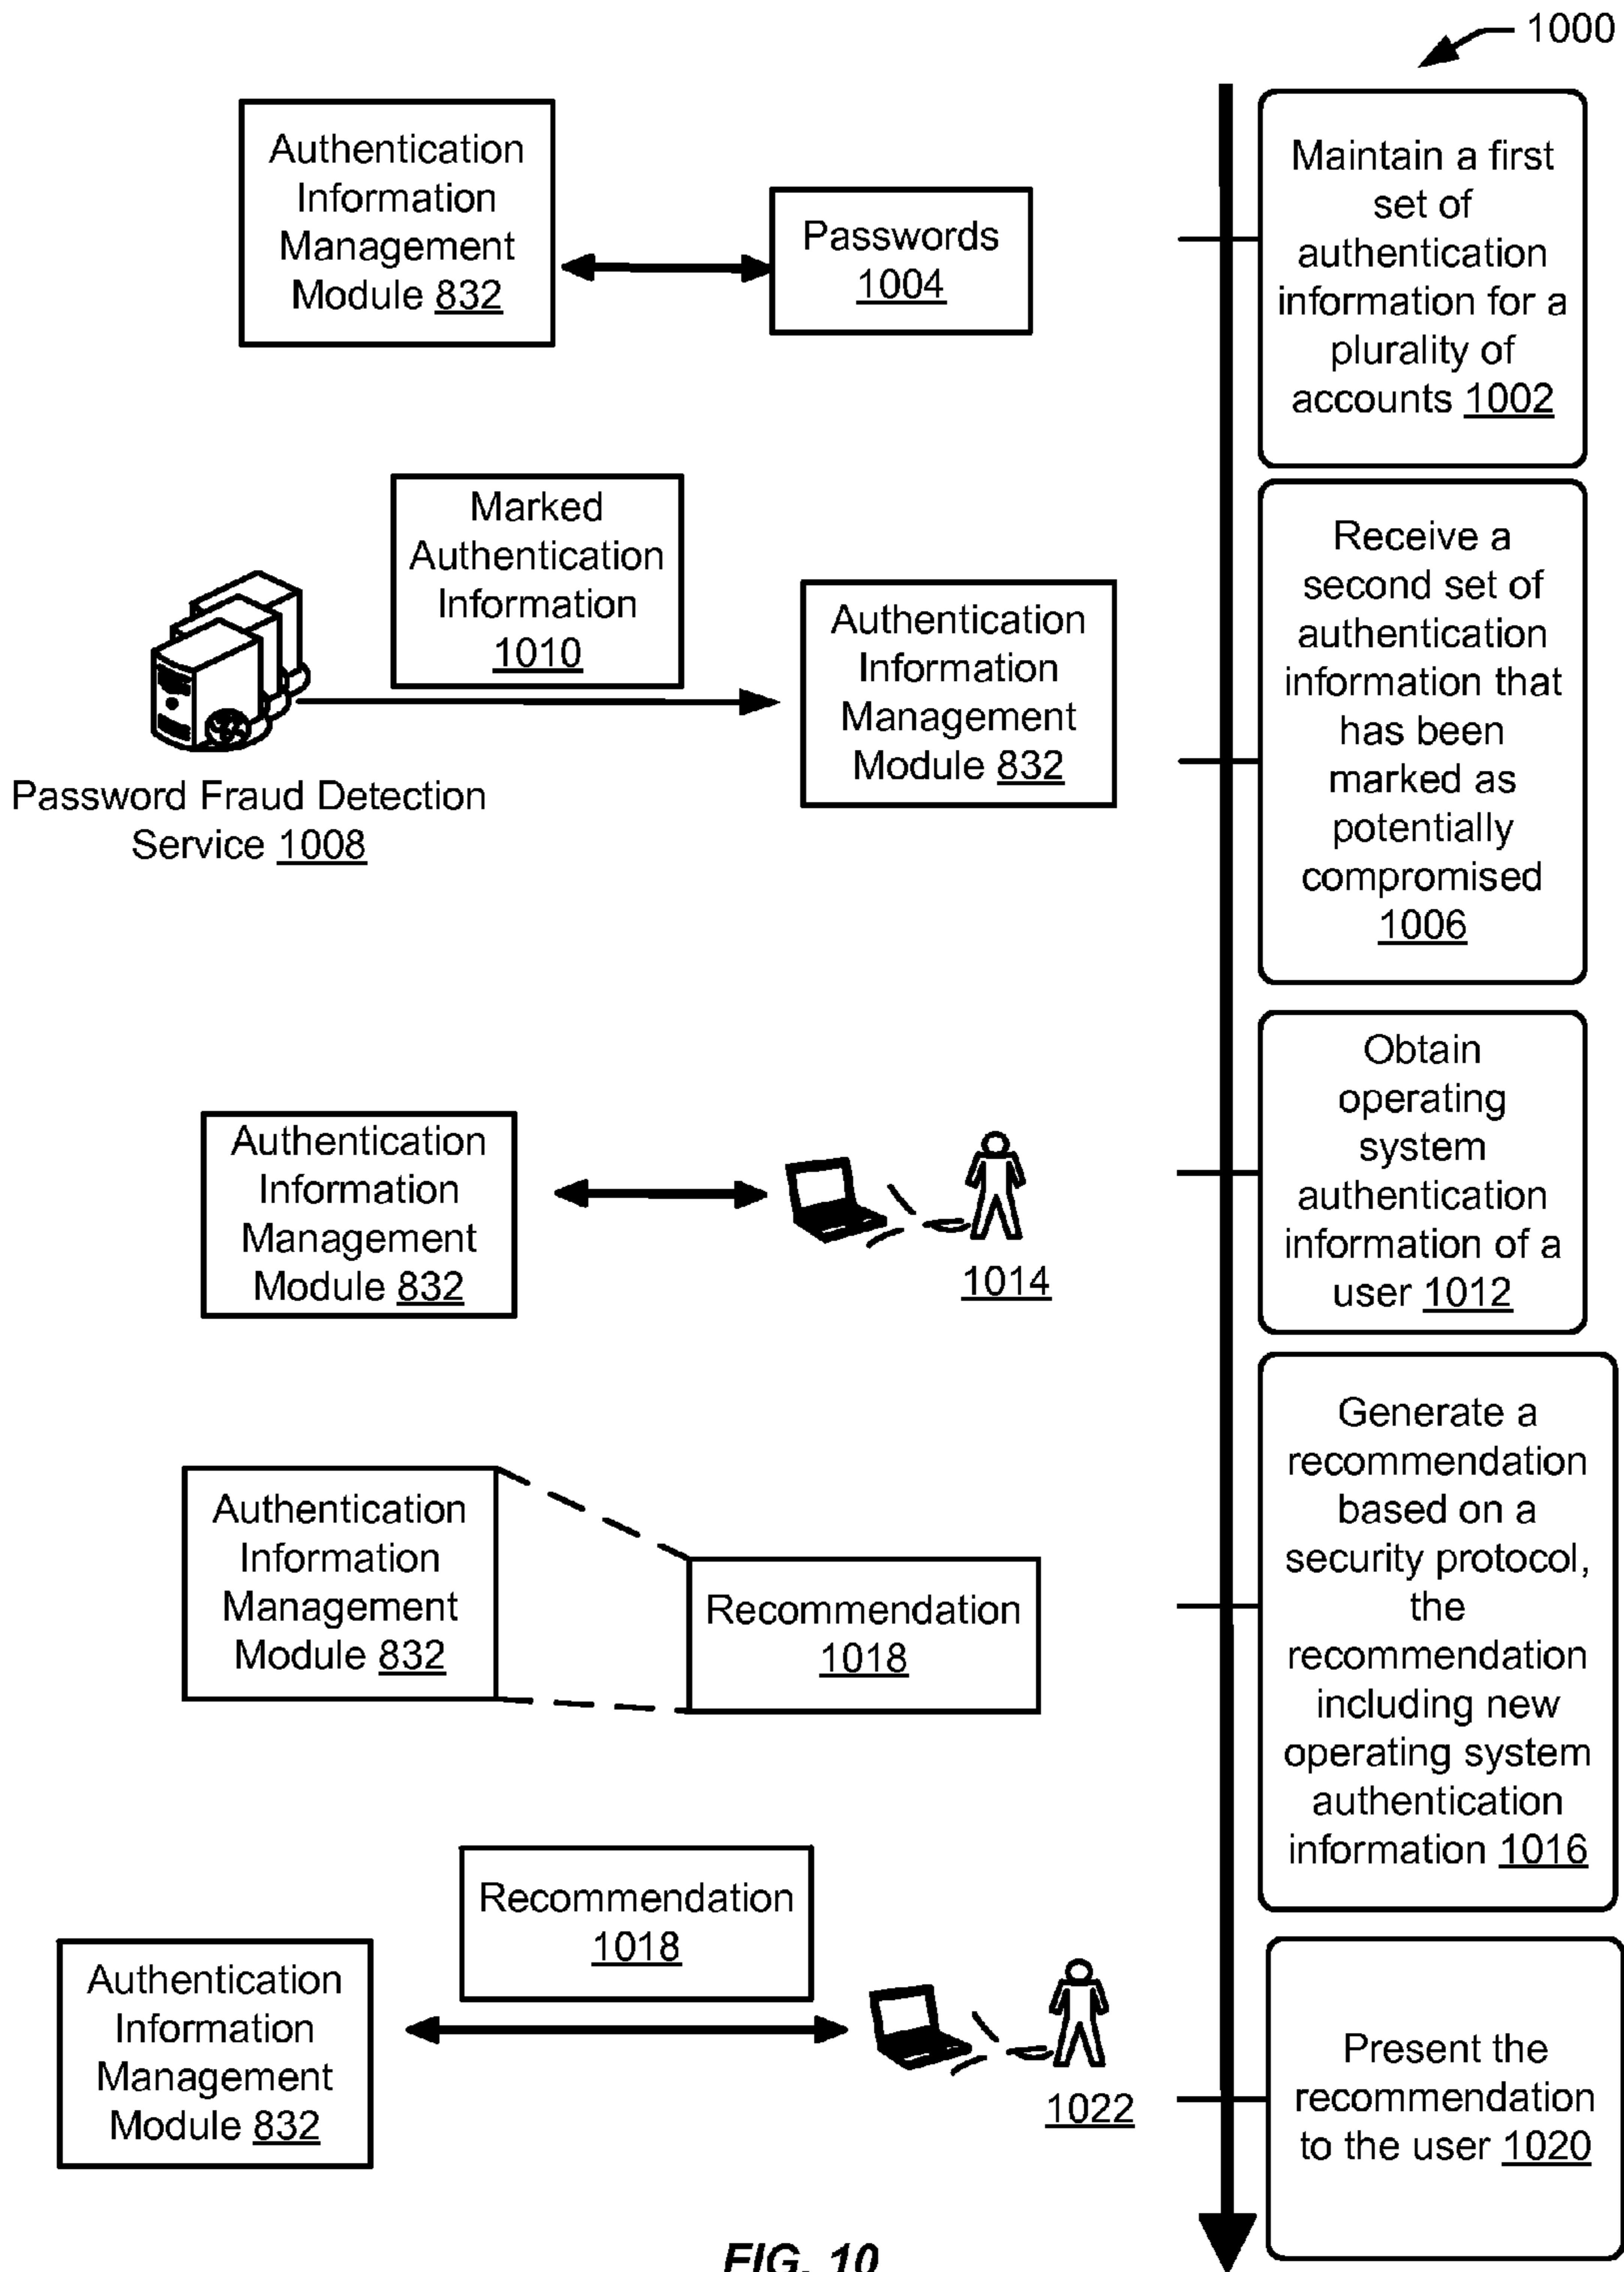 1000
Authentication
Information
Management
Module 832
Passwords
1004
Maintain a first
set of
authentication
information for a
plurality of
accounts 1002
Marked
Authentication
Information
1010
Password Fraud Detection
Service 1008
Authentication
Information
Management
Module 832
Receive a
second set of
authentication
information that
has been
marked as
potentially
compromised
1006
Authentication
Information
Management
Module 832
1014
Obtain
operating
system
authentication
information of a
user 1012
Authentication
Information
Management
Module 832
Recommendation
1018
Generate a
recommendation
based on a
security protocol,
the
recommendation
including new
operating system
authentication
information 1016
Recommendation
1018
Authentication
Information
Management
Module 832
1022
Present the
recommendation
to the user 1020
FIG. 10